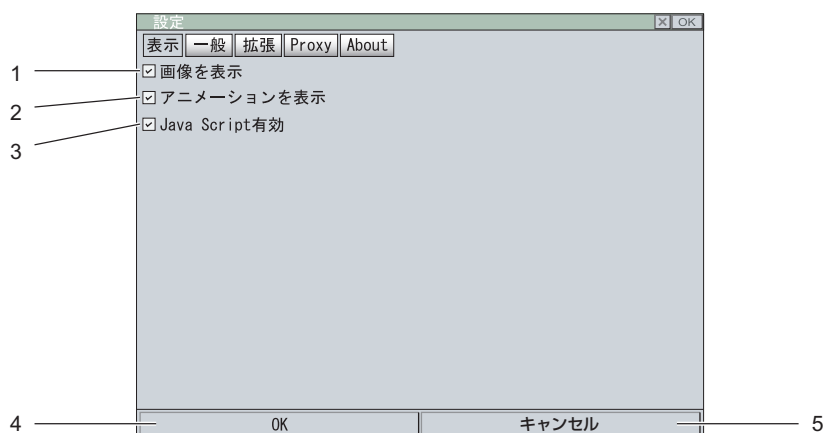 設定 OK
表示 一般 拡張 Proxy About
1 画像を表示
2 アニメーションを表示
3 Java Script有効
4 OK キャンセル 5